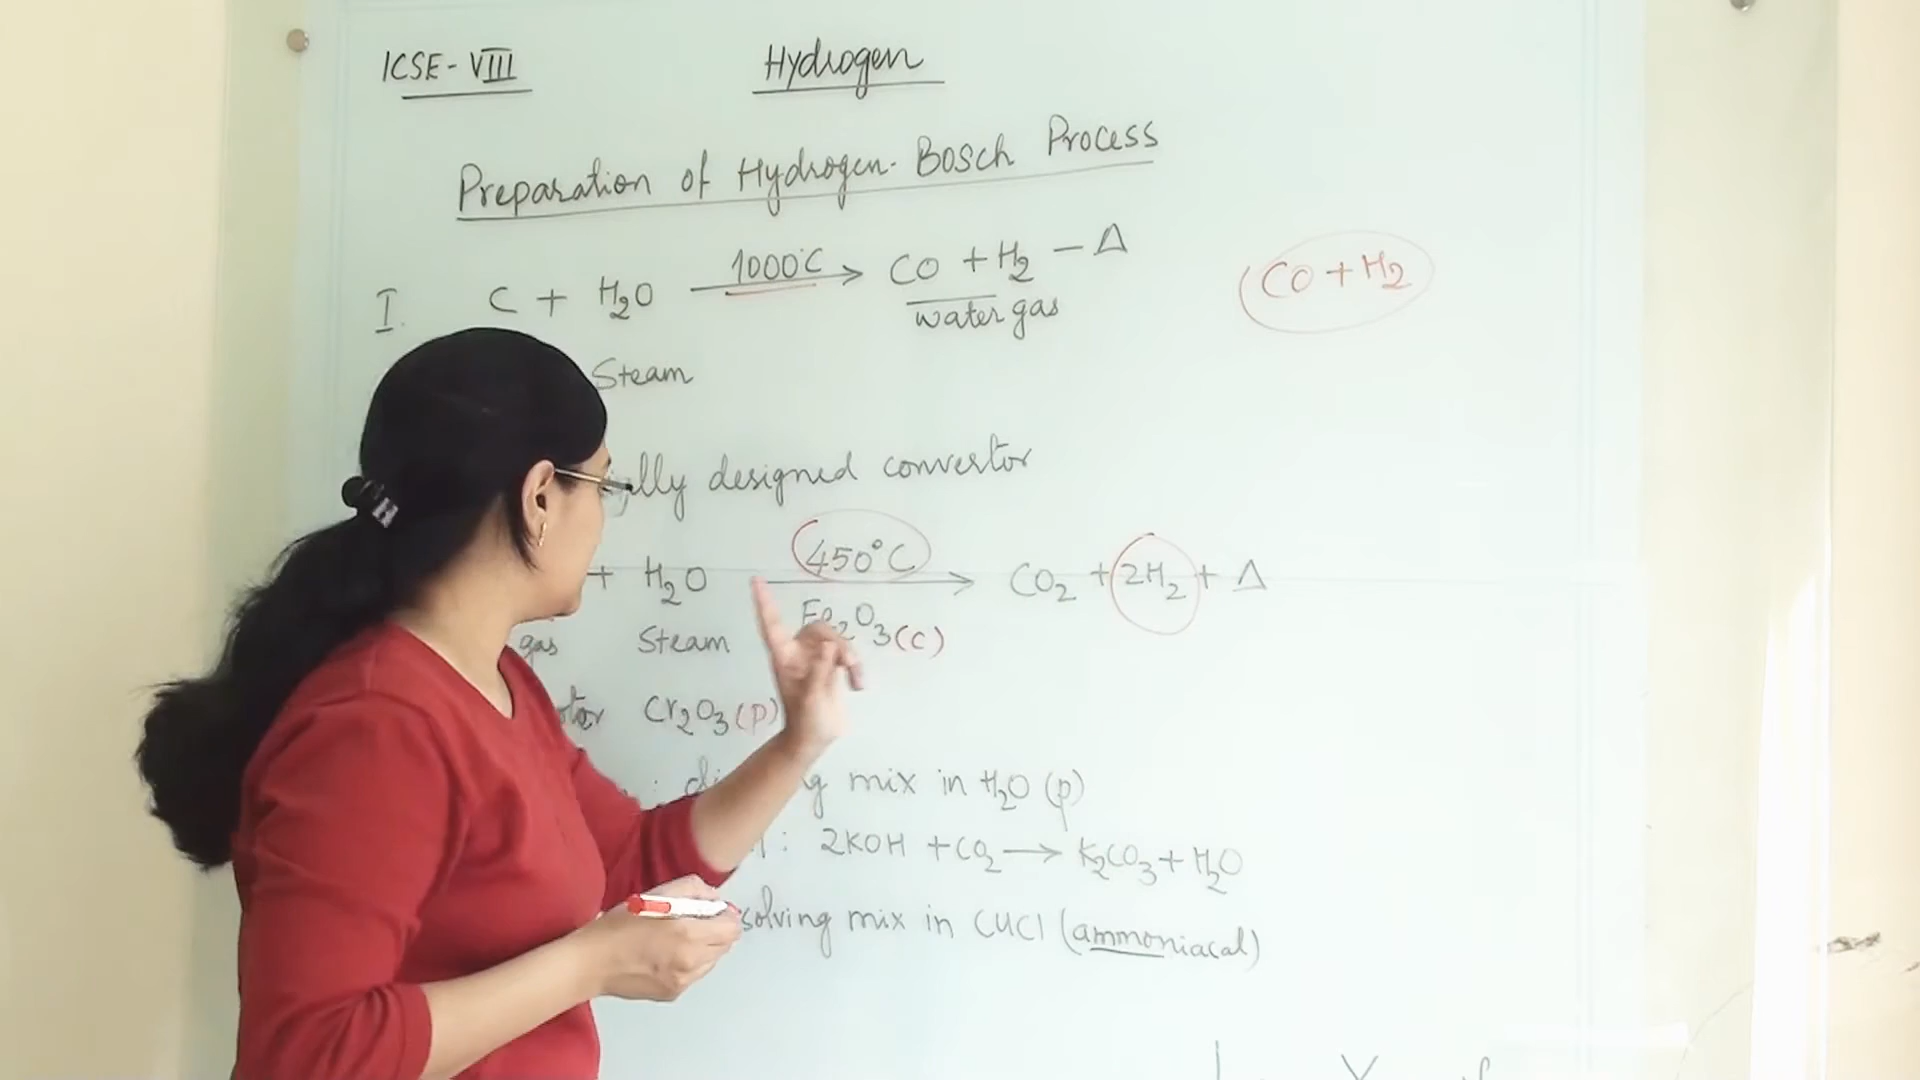 ICSE - VIII
Hydrogen
Preparation of Hydrogen - Bosch Process
I. C + H₂O 1000°C → CO + H₂ - Δ
water gas
CO + H₂
Steam
designed convertor
+ H₂O 450°C → CO₂ + 2H₂ + Δ
Fe₂O₃ (c)
gas Steam
Cr₂O₃ (p)
mix in H₂O (p)
: 2KOH + CO₂ → K₂CO₃ + H₂O
mix in CuCl (ammoniacal)